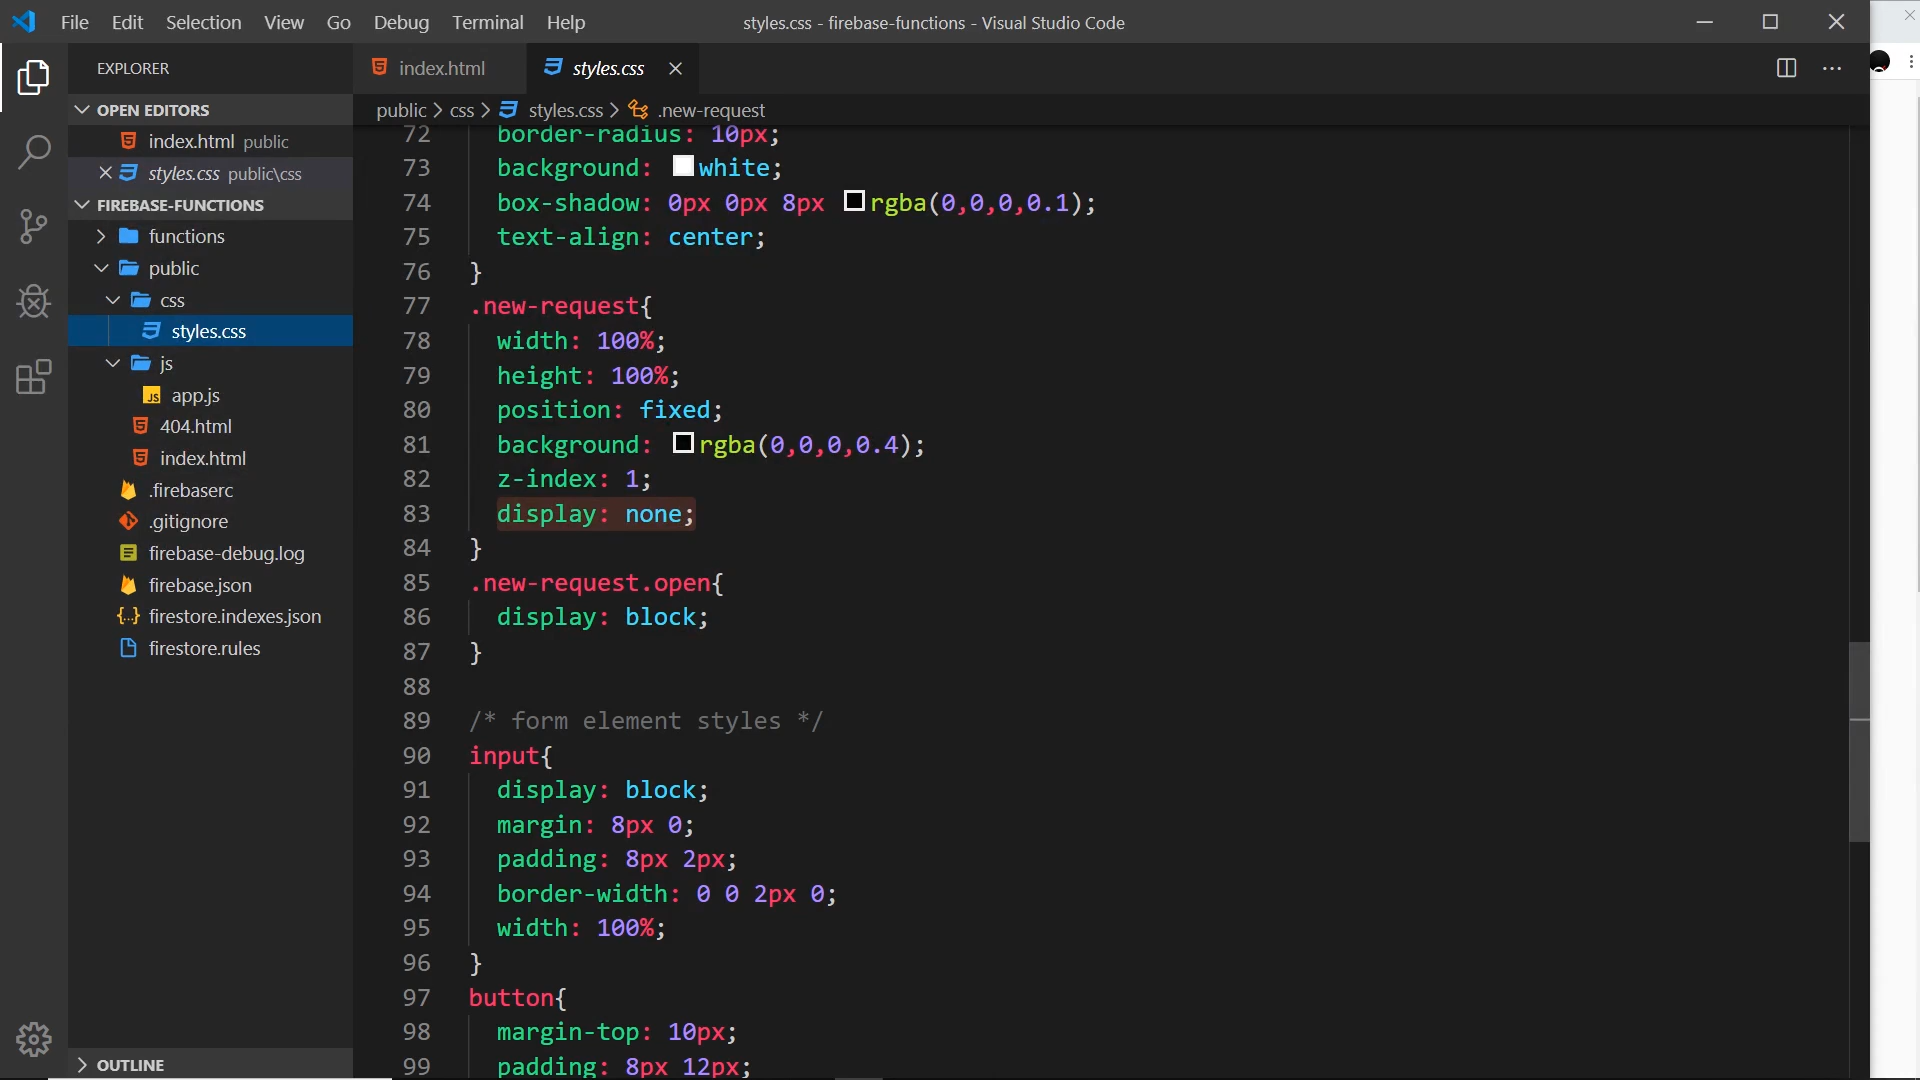 File Edit Selection View Go Debug Terminal Help
styles.css - firebase-functions - Visual Studio Code
EXPLORER
OPEN EDITORS
index.html public
styles.css public\css
FIREBASE-FUNCTIONS
functions
public
css
styles.css
js
JS app.js
404.html
index.html
.firebaserc
.gitignore
firebase-debug.log
firebase.json
{...} firestore.indexes.json
firestore.rules
OUTLINE
index.html styles.css
public > css > styles.css > .new-request
72 border-radius: 10px;
73 background: white;
74 box-shadow: 0px 0px 8px rgba(0,0,0,0.1);
75 text-align: center;
76 }
77 .new-request{
78 width: 100%;
79 height: 100%;
80 position: fixed;
81 background: rgba(0,0,0,0.4);
82 z-index: 1;
83 display: none;
84 }
85 .new-request.open{
86 display: block;
87 }
88
89 /* form element styles */
90 input{
91 display: block;
92 margin: 8px 0;
93 padding: 8px 2px;
94 border-width: 0 0 2px 0;
95 width: 100%;
96 }
97 button{
98 margin-top: 10px;
99 padding: 8px 12px;